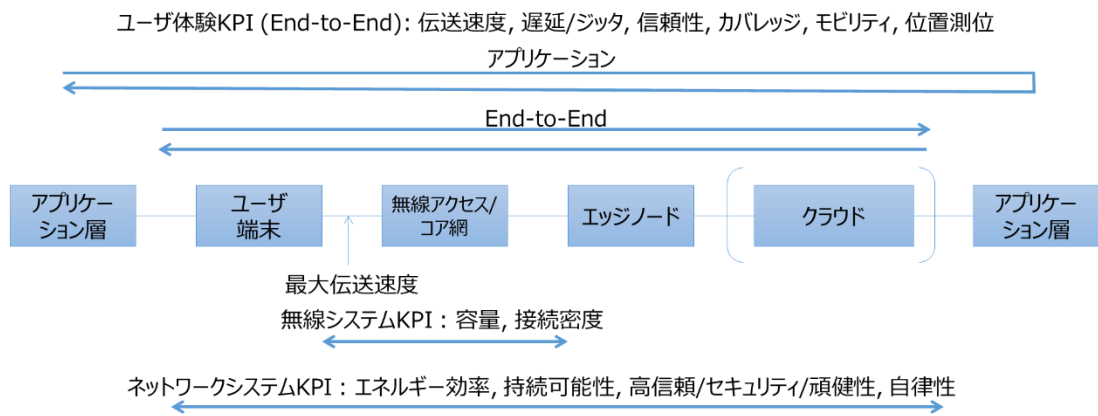 ユーザ体験KPI (End-to-End): 伝送速度, 遅延/ジッタ, 信頼性, カバレッジ, モビリティ, 位置測位
アプリケーション
End-to-End
アプリケー
ション層
ユーザ
端末
無線アクセス/
コア網
エッジノード
クラウド
アプリケー
ション層
最大伝送速度
無線システムKPI：容量, 接続密度
ネットワークシステムKPI：エネルギー効率, 持続可能性, 高信頼/セキュリティ/頑健性, 自律性